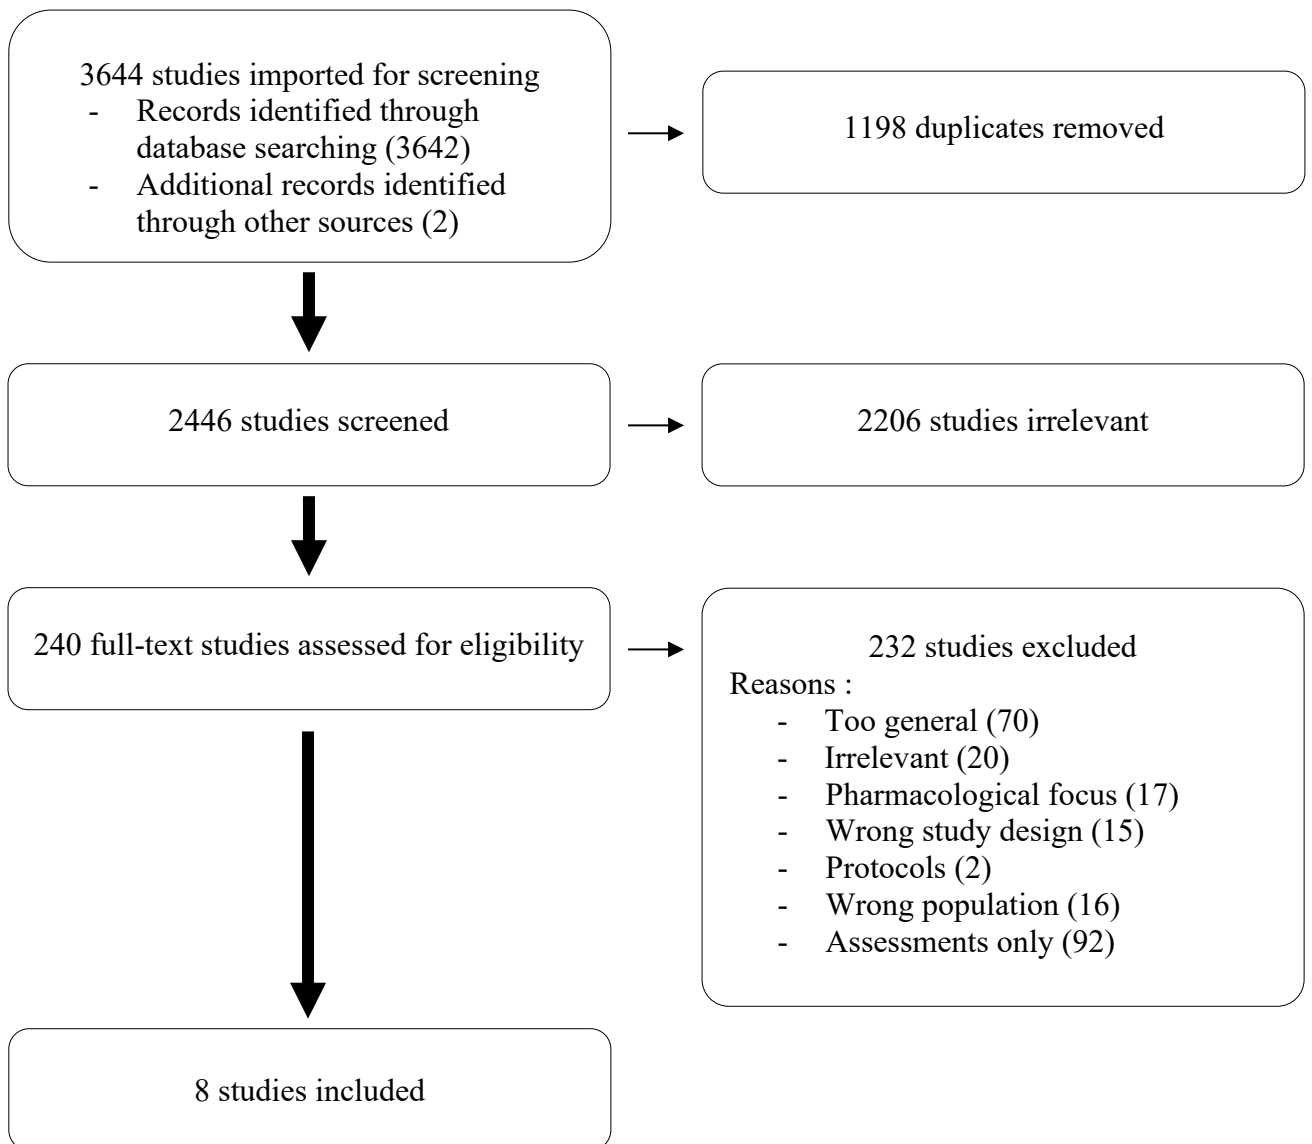 3644 studies imported for screening
- Records identified through
database searching (3642)
- Additional records identified
through other sources (2)
1198 duplicates removed
2446 studies screened
2206 studies irrelevant
240 full-text studies assessed for eligibility
232 studies excluded
Reasons :
- Too general (70)
- Irrelevant (20)
- Pharmacological focus (17)
- Wrong study design (15)
- Protocols (2)
- Wrong population (16)
- Assessments only (92)
8 studies included